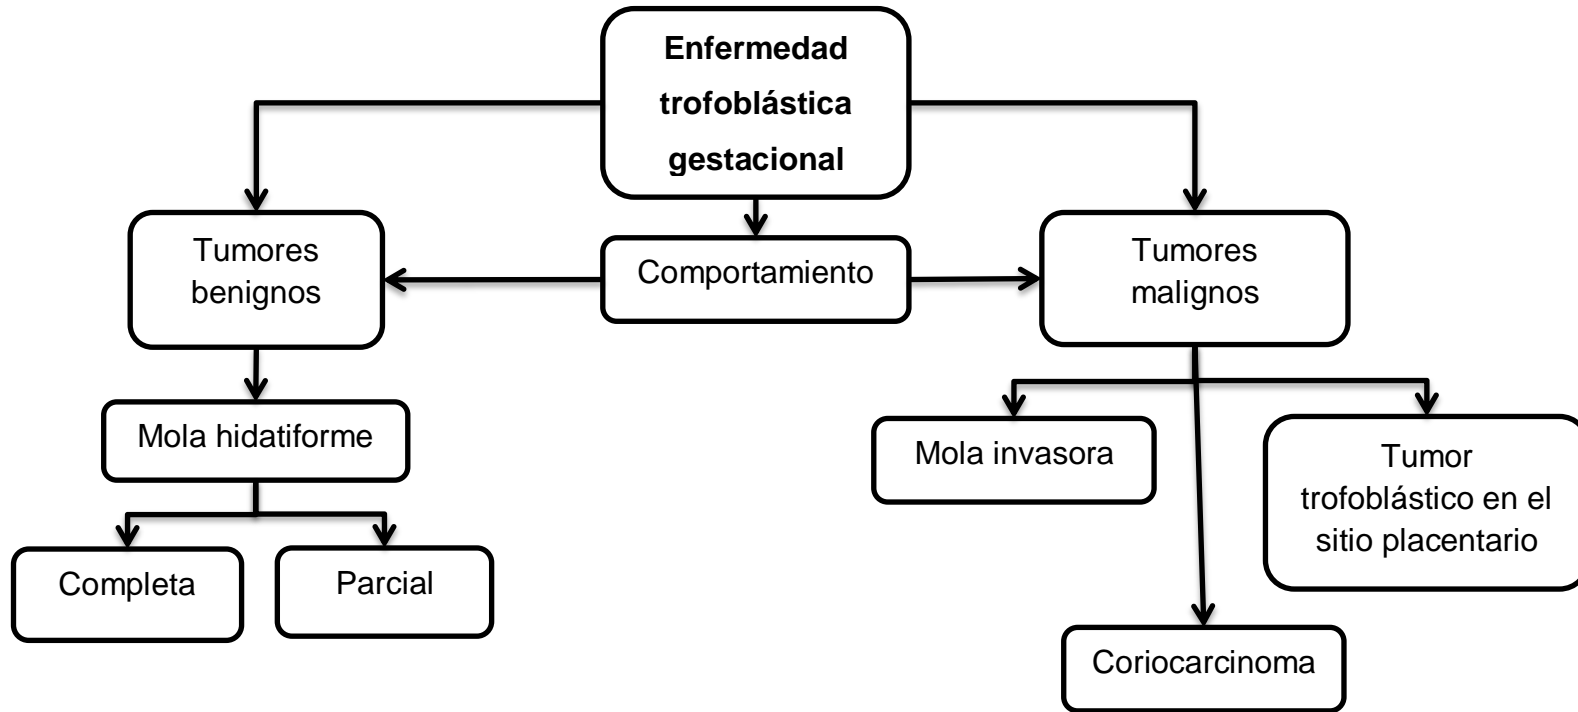 Enfermedad
trofoblástica
gestacional
Tumores
benignos
Comportamiento
Tumores
malignos
Mola hidatiforme
Mola invasora
Tumor
trofoblástico en el
sitio placentario
Completa
Parcial
Coriocarcinoma